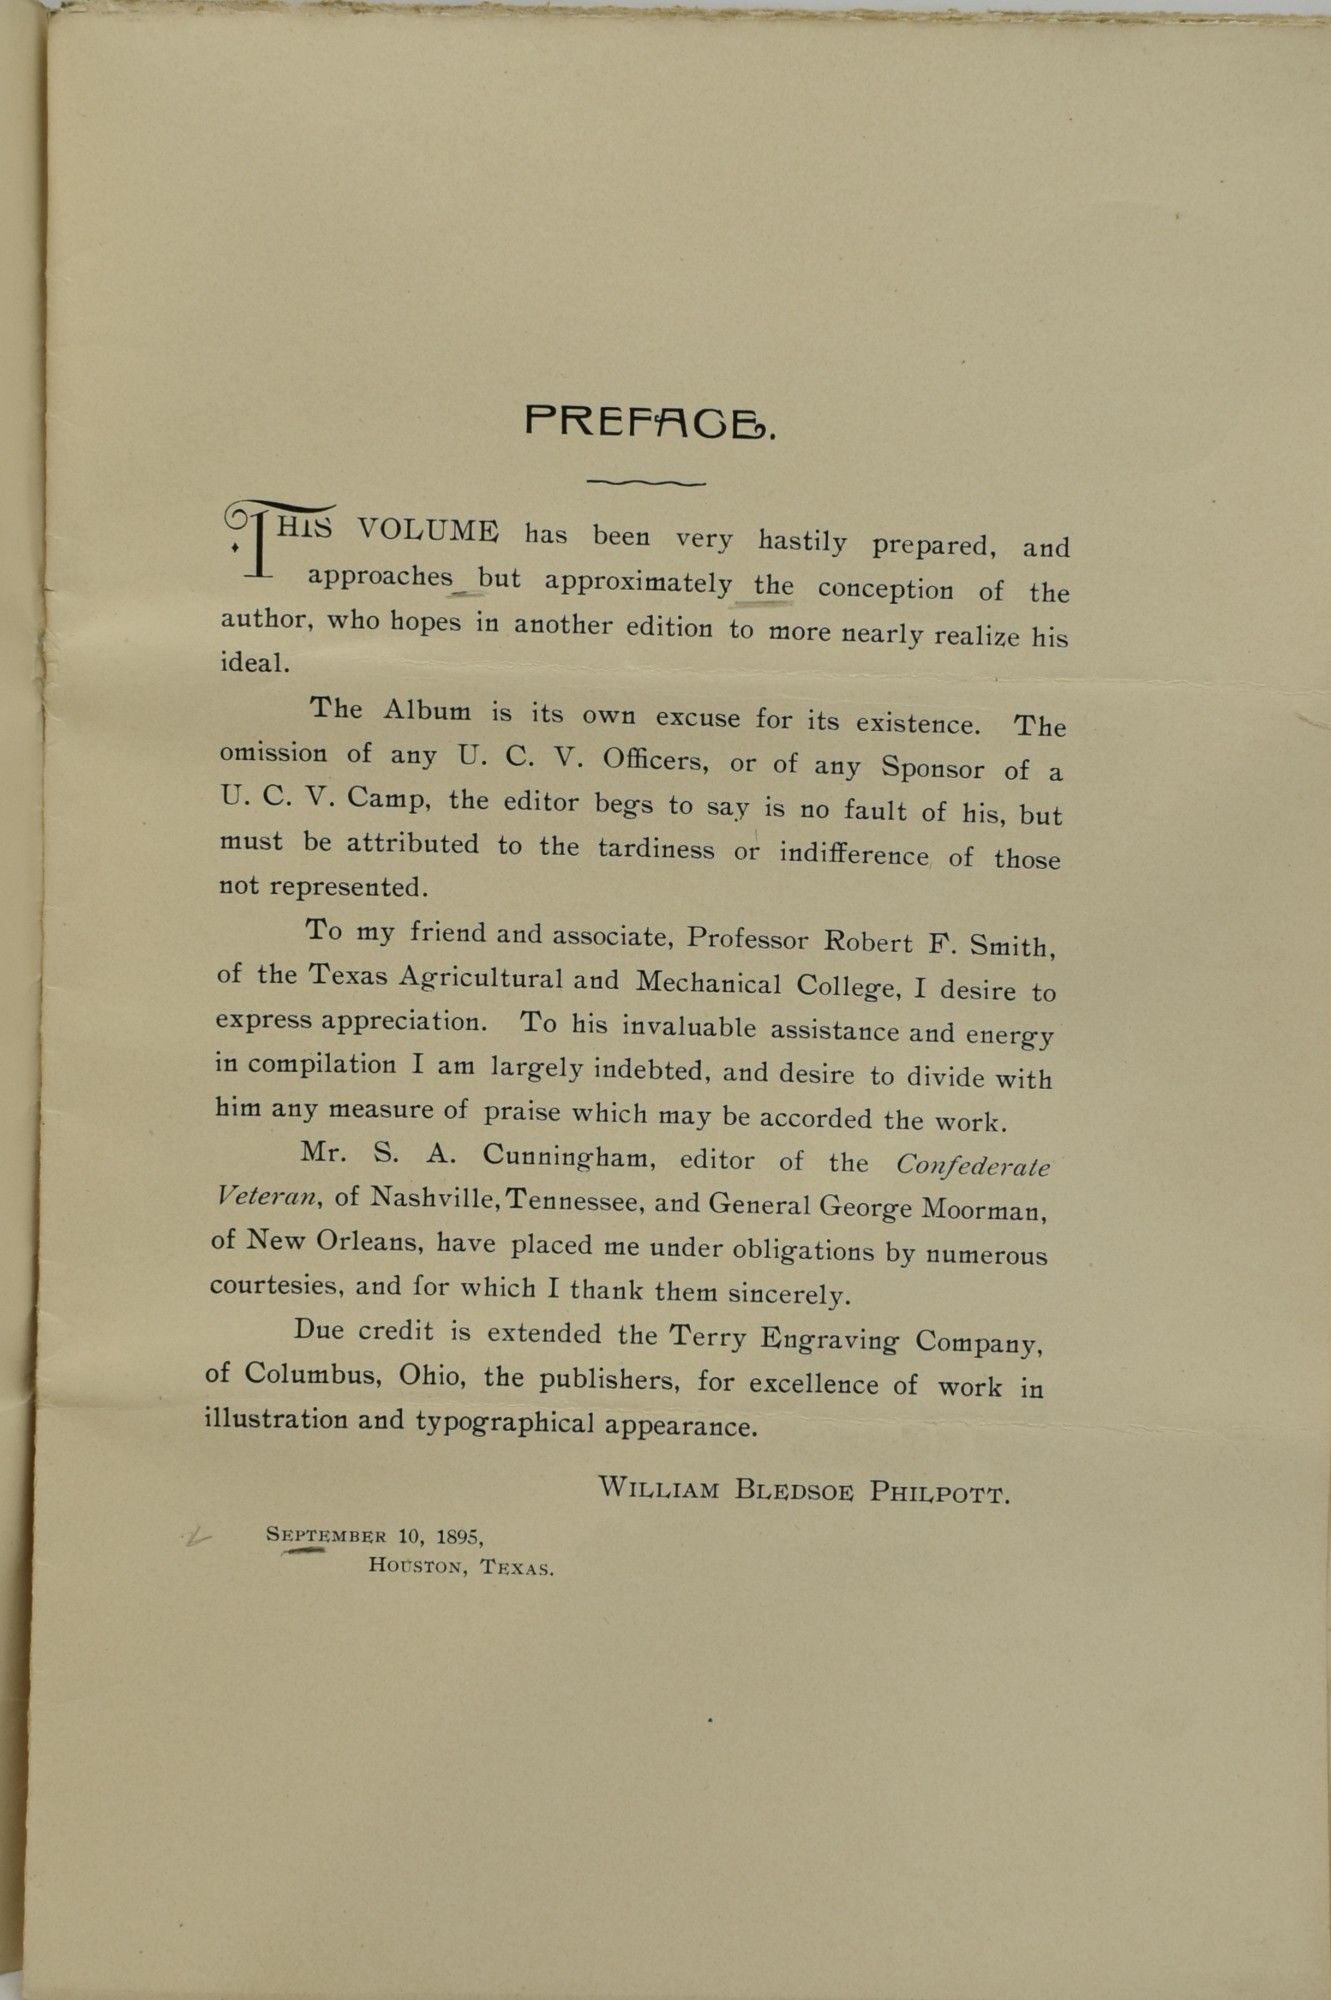 PREFACE.
THIS VOLUME has been very hastily prepared, and
approaches but approximately the conception of the
author, who hopes in another edition to more nearly realize his
ideal.
The Album is its own excuse for its existence. The
omission of any U. C. V. Officers, or of any Sponsor of a
U. C. V. Camp, the editor begs to say is no fault of his, but
must be attributed to the tardiness or indifference of those
not represented.
To my friend and associate, Professor Robert F. Smith,
of the Texas Agricultural and Mechanical College, I desire to
express appreciation. To his invaluable assistance and energy
in compilation I am largely indebted, and desire to divide with
him any measure of praise which may be accorded the work.
Mr. S. A. Cunningham, editor of the Confederate
Veteran, of Nashville, Tennessee, and General George Moorman,
of New Orleans, have placed me under obligations by numerous
courtesies, and for which I thank them sincerely.
Due credit is extended the Terry Engraving Company,
of Columbus, Ohio, the publishers, for excellence of work in
illustration and typographical appearance.
WILLIAM BLEDSOE PHILPOTT.
SEPTEMBER 10, 1895,
HOUSTON, TEXAS.